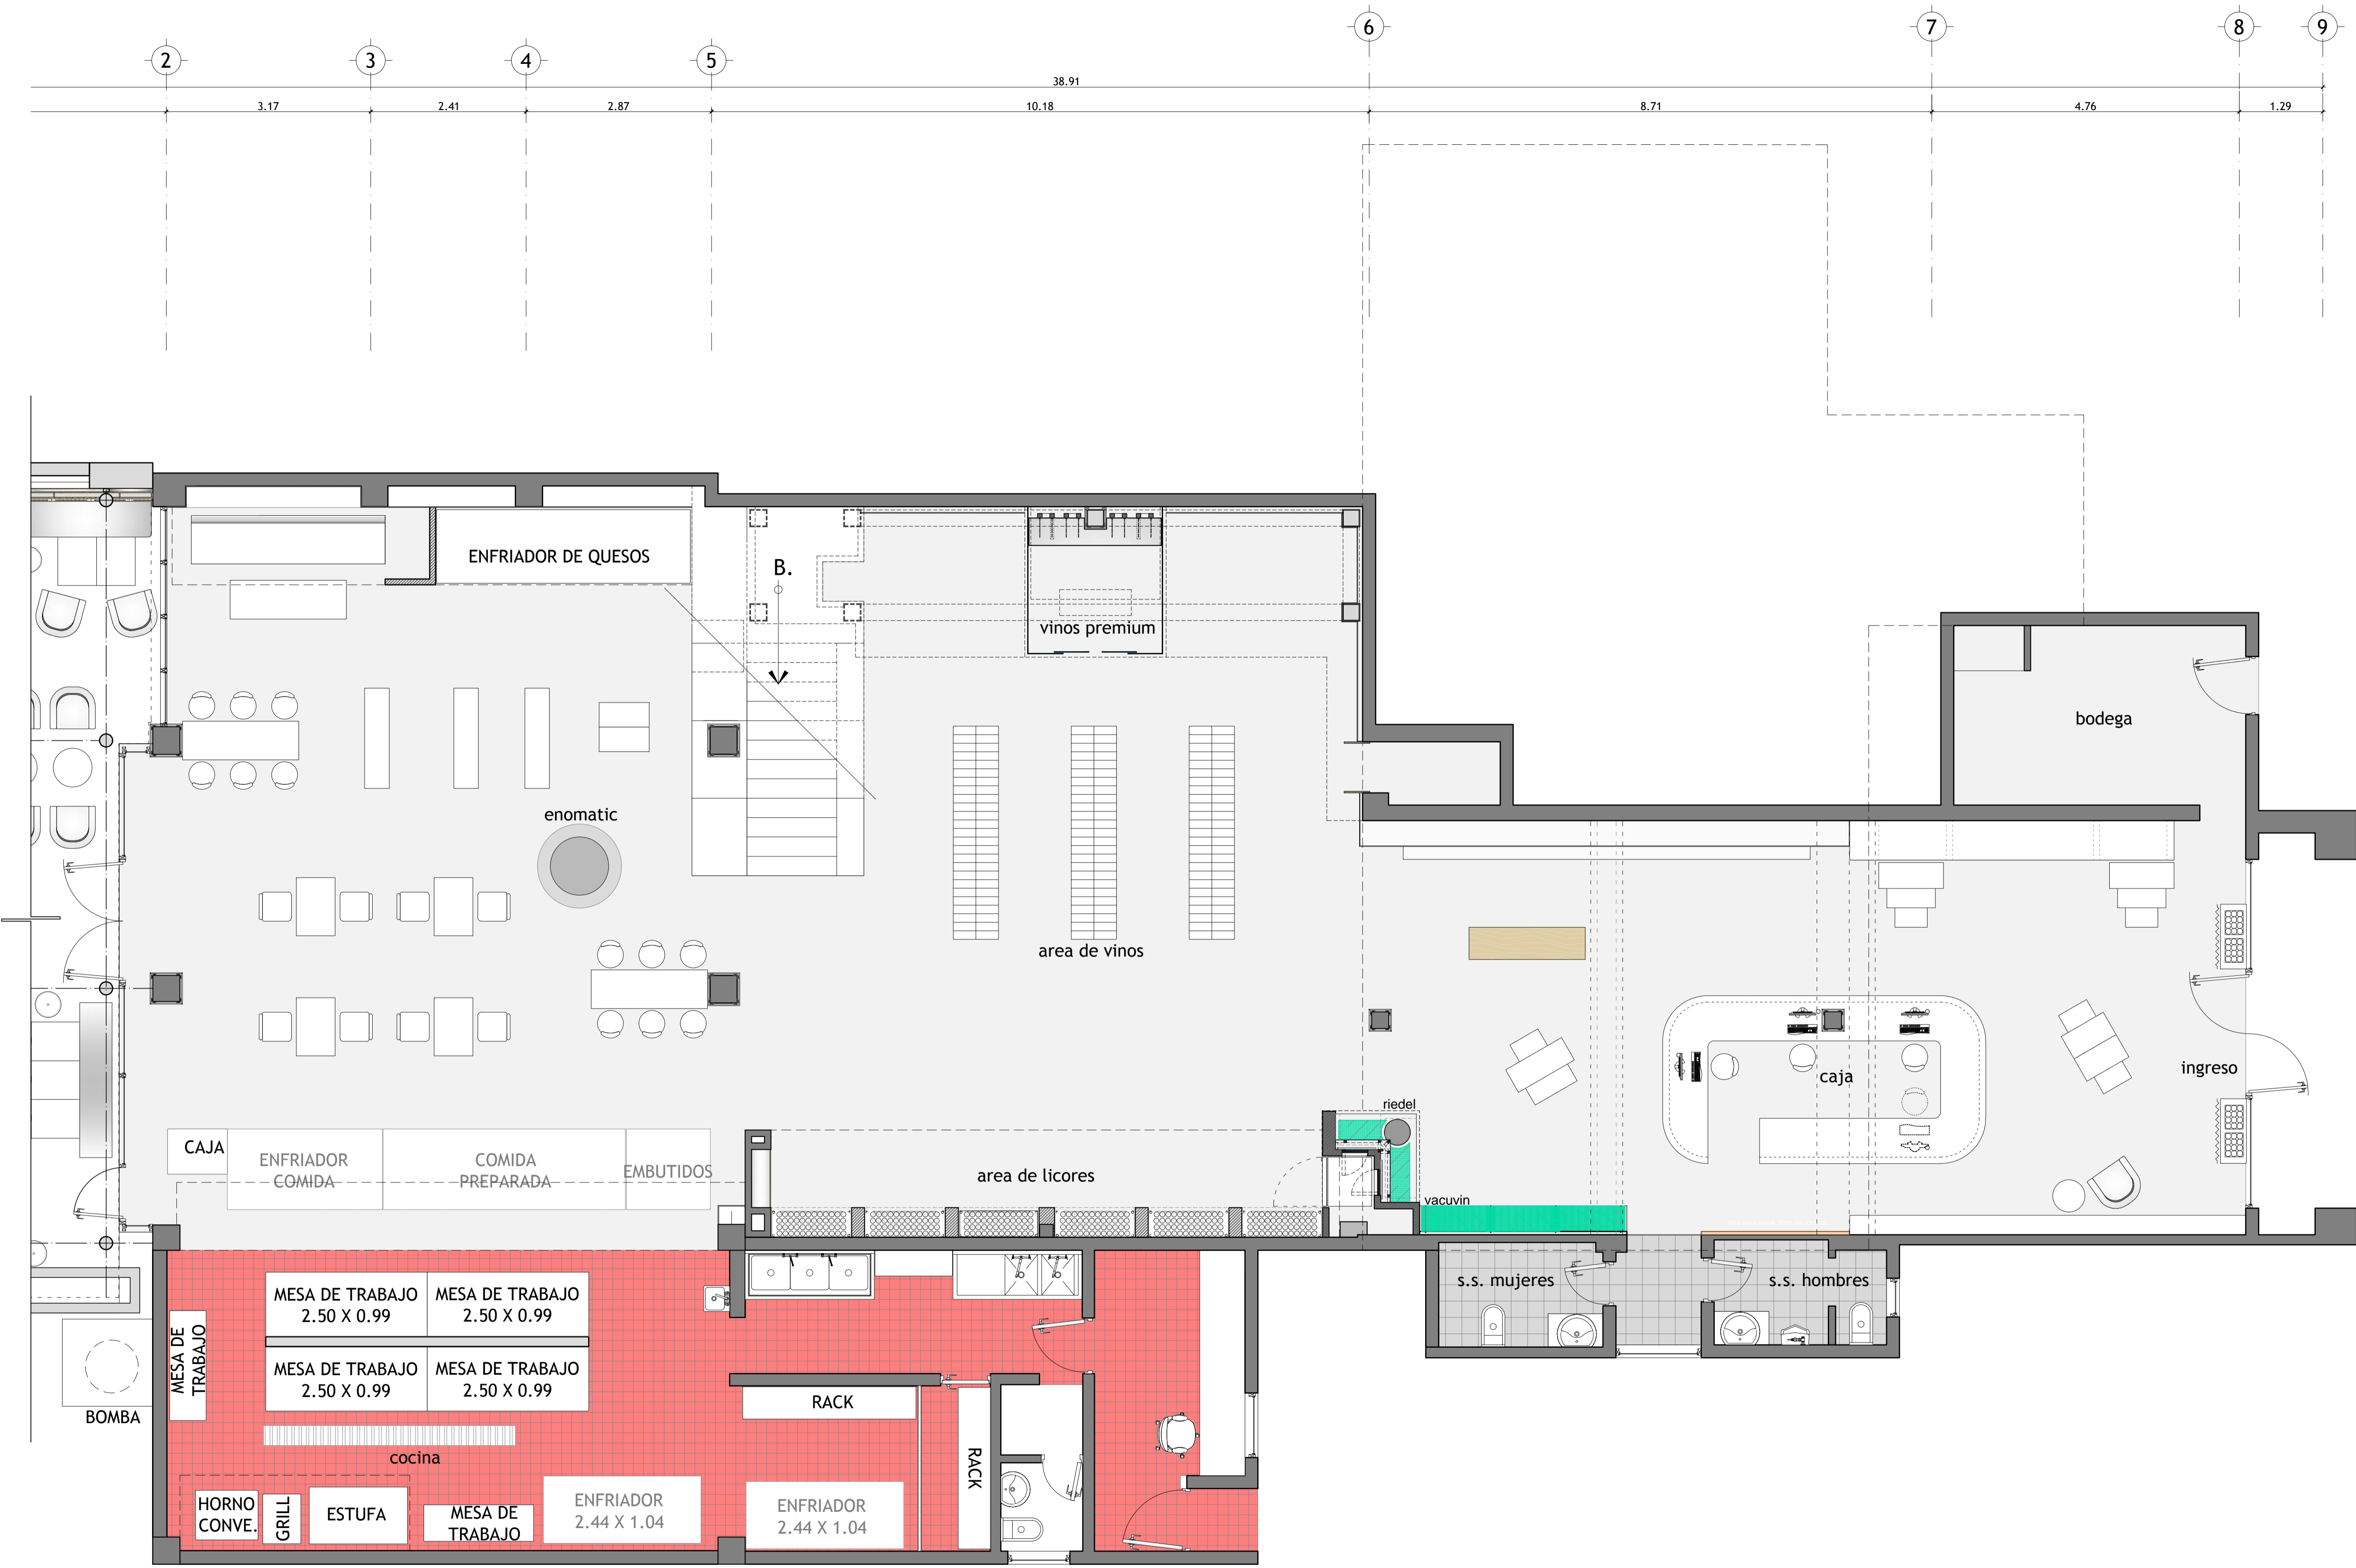 6
7
8
9
2
3
4
5
38.91
3.17
2.41
2.87
10.18
8.71
4.76
1.29
ENFRIADOR DE QUESOS
B.
vinos premium
bodega
enomatic
area de vinos
ingreso
caja
riedel
CAJA
ENFRIADOR
COMIDA
COMIDA
PREPARADA
EMBUTIDOS
area de licores
vacuvin
s.s. mujeres
s.s. hombres
MESA DE TRABAJO
2.50 X 0.99
MESA DE TRABAJO
2.50 X 0.99
MESA DE
TRABAJO
MESA DE TRABAJO
2.50 X 0.99
MESA DE TRABAJO
2.50 X 0.99
BOMBA
RACK
RACK
cocina
HORNO
CONVE.
GRILL
ESTUFA
MESA DE
TRABAJO
ENFRIADOR
2.44 X 1.04
ENFRIADOR
2.44 X 1.04